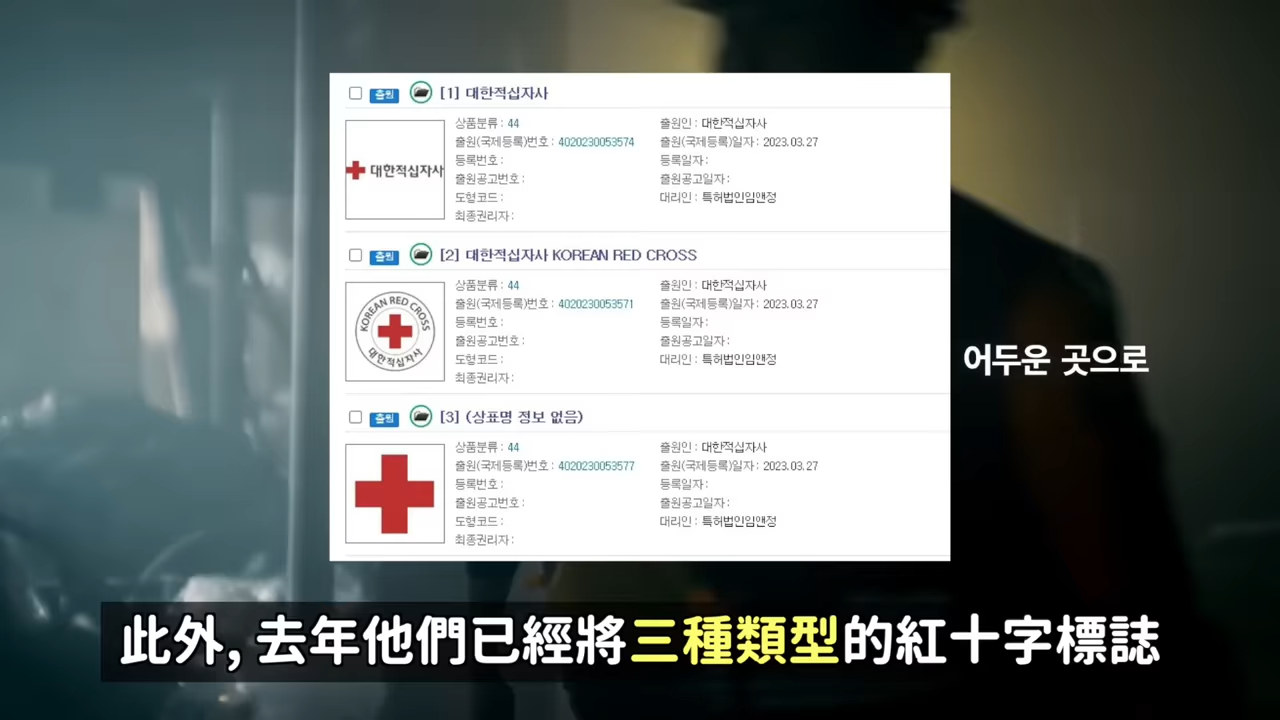 출원 [1] 대한적십자사
대한적십자사
상품분류 : 44
출원(국제등록)번호 : 4020230053574
등록번호 :
출원공고번호 :
도형코드 :
최종권리자 :
출원인 : 대한적십자사
출원(국제등록)일자 : 2023.03.27
등록일자 :
출원공고일자 :
대리인 : 특허법인임앤정
출원 [2] 대한적십자사 KOREAN RED CROSS
KOREAN RED CROSS
대한적십자사
상품분류 : 44
출원(국제등록)번호 : 4020230053571
등록번호 :
출원공고번호 :
도형코드 :
최종권리자 :
출원인 : 대한적십자사
출원(국제등록)일자 : 2023.03.27
등록일자 :
출원공고일자 :
대리인 : 특허법인임앤정
어두운 곳으로
출원 [3] (상표명 정보 없음)
상품분류 : 44
출원(국제등록)번호 : 4020230053577
등록번호 :
출원공고번호 :
도형코드 :
최종권리자 :
출원인 : 대한적십자사
출원(국제등록)일자 : 2023.03.27
등록일자 :
출원공고일자 :
대리인 : 특허법인임앤정
此外, 去年他們已經將三種類型的紅十字標誌